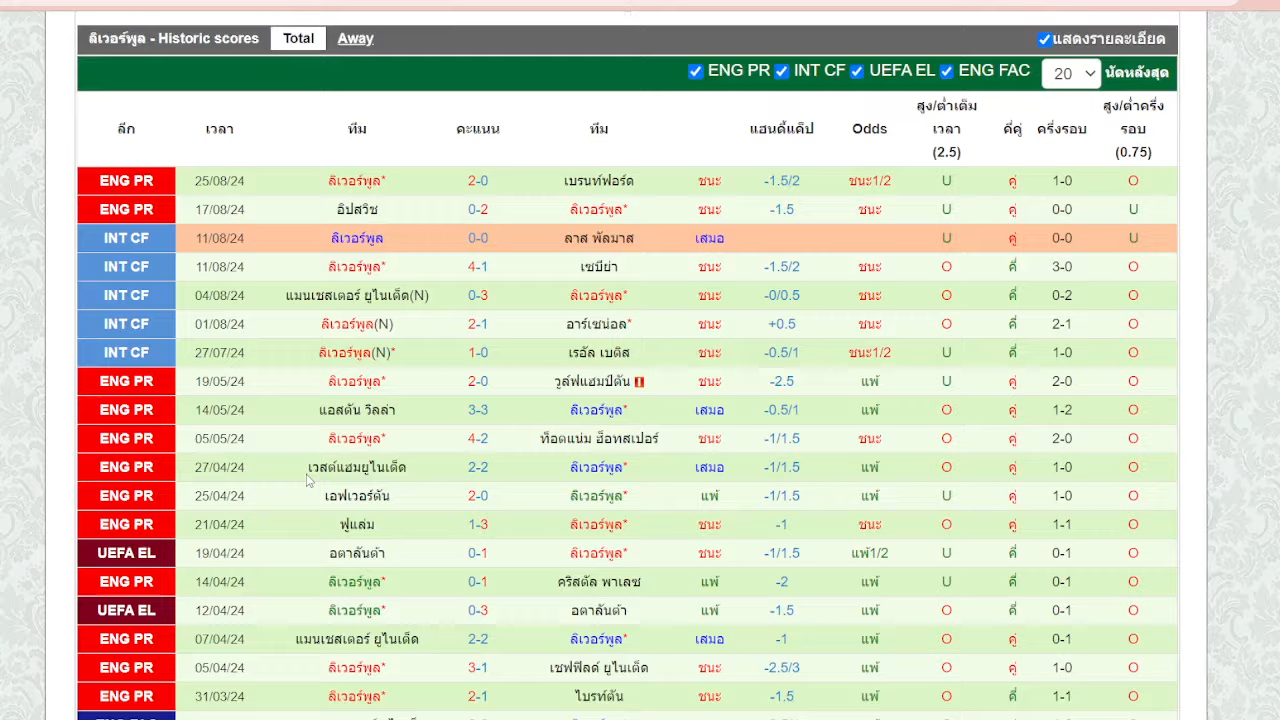 ลิเวอร์พูล - Historic scores Total Away แสดงรายละเอียด
ENG PR INT CF UEFA EL ENG FAC 20 นัดหลังสุด
ลีก เวลา ทีม คะแนน ทีม แฮนดี้แค็ป Odds สูง/ต่ำเต็มเวลา (2.5) คี่คู่ ครึ่งรอบ สูง/ต่ำครึ่งรอบ (0.75)
ENG PR 25/08/24 ลิเวอร์พูล* 2-0 เบรนท์ฟอร์ด ชนะ -1.5/2 ชนะ1/2 U คู่ 1-0 O
ENG PR 17/08/24 อิปสวิช 0-2 ลิเวอร์พูล* ชนะ -1.5 ชนะ U คู่ 0-0 U
INT CF 11/08/24 ลิเวอร์พูล 0-0 ลาส พัลมาส เสมอ U คู่ 0-0 U
INT CF 11/08/24 ลิเวอร์พูล* 4-1 เซบีย่า ชนะ -1.5/2 ชนะ O คี่ 3-0 O
INT CF 04/08/24 แมนเชสเตอร์ ยูไนเต็ด(N) 0-3 ลิเวอร์พูล* ชนะ -0/0.5 ชนะ O คี่ 0-2 O
INT CF 01/08/24 ลิเวอร์พูล(N) 2-1 อาร์เซน่อล* ชนะ +0.5 ชนะ O คี่ 2-1 O
INT CF 27/07/24 ลิเวอร์พูล(N)* 1-0 เรอัล เบติส ชนะ -0.5/1 ชนะ1/2 U คี่ 1-0 O
ENG PR 19/05/24 ลิเวอร์พูล* 2-0 วูล์ฟแฮมป์ตัน ชนะ -2.5 แพ้ U คู่ 2-0 O
ENG PR 14/05/24 แอสตัน วิลล่า 3-3 ลิเวอร์พูล* เสมอ -0.5/1 แพ้ O คู่ 1-2 O
ENG PR 05/05/24 ลิเวอร์พูล* 4-2 ท็อตแน่ม ฮ็อทสเปอร์ ชนะ -1/1.5 ชนะ O คู่ 2-0 O
ENG PR 27/04/24 เวสต์แฮมยูไนเต็ด 2-2 ลิเวอร์พูล* เสมอ -1/1.5 แพ้ O คู่ 1-0 O
ENG PR 25/04/24 เอฟเวอร์ตัน 2-0 ลิเวอร์พูล* แพ้ -1/1.5 แพ้ U คู่ 1-0 O
ENG PR 21/04/24 ฟูแล่ม 1-3 ลิเวอร์พูล* ชนะ -1 ชนะ O คู่ 1-1 O
UEFA EL 19/04/24 อตาลันต้า 0-1 ลิเวอร์พูล* ชนะ -1/1.5 แพ้1/2 U คี่ 0-1 O
ENG PR 14/04/24 ลิเวอร์พูล* 0-1 คริสตัล พาเลซ แพ้ -2 แพ้ U คี่ 0-1 O
UEFA EL 12/04/24 ลิเวอร์พูล* 0-3 อตาลันต้า แพ้ -1.5 แพ้ O คี่ 0-1 O
ENG PR 07/04/24 แมนเชสเตอร์ ยูไนเต็ด 2-2 ลิเวอร์พูล* เสมอ -1 แพ้ O คู่ 0-1 O
ENG PR 05/04/24 ลิเวอร์พูล* 3-1 เชฟฟิลด์ ยูไนเต็ด ชนะ -2.5/3 แพ้ O คู่ 1-0 O
ENG PR 31/03/24 ลิเวอร์พูล* 2-1 ไบรท์ตัน ชนะ -1.5 แพ้ O คี่ 1-1 O